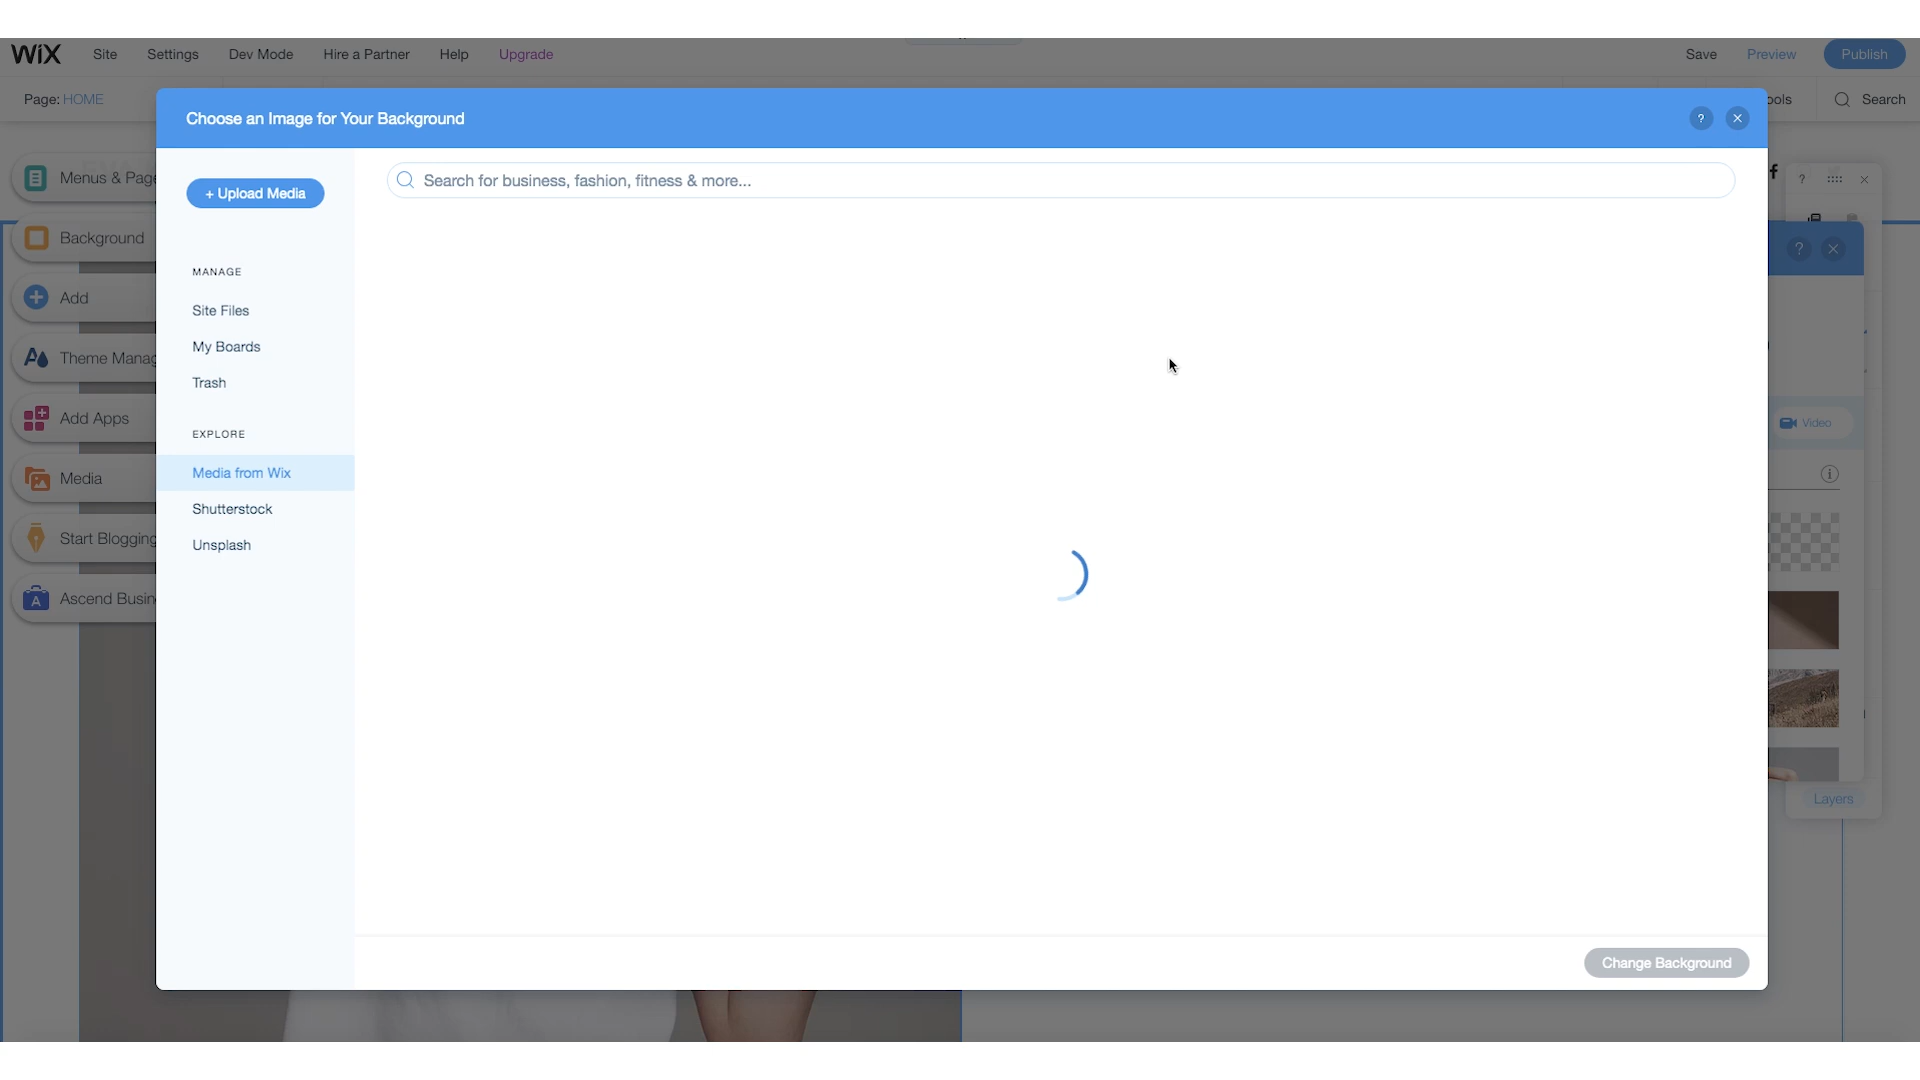 WiX
Site
Settings
Dev Mode
Hire a Partner
Help
Upgrade
Save
Preview
Publish
Page: HOME
ools
Search
Choose an Image for Your Background
?
Menus & Page
Background
Add
Theme Manag
Add Apps
Media
Start Blogging
Ascend Busin
+ Upload Media
Search for business, fashion, fitness & more...
MANAGE
Site Files
My Boards
Trash
EXPLORE
Media from Wix
Shutterstock
Unsplash
?
?
Video
Layers
Change Background